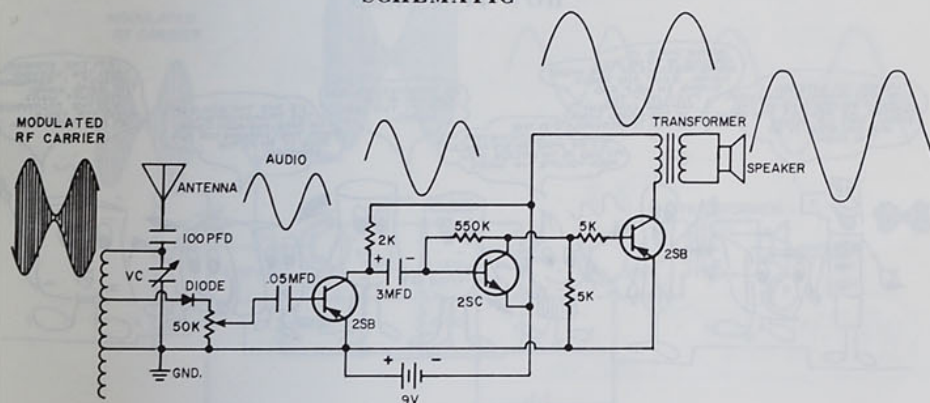 SCHEMATIC
MODULATED
RF CARRIER
ANTENNA
AUDIO
TRANSFORMER
SPEAKER
100PFD
VC
DIODE
.05MFD
50K
2K
550K
5K
+ -
3MFD
2SB
2SC
5K
2SB
GND.
+ -
9V